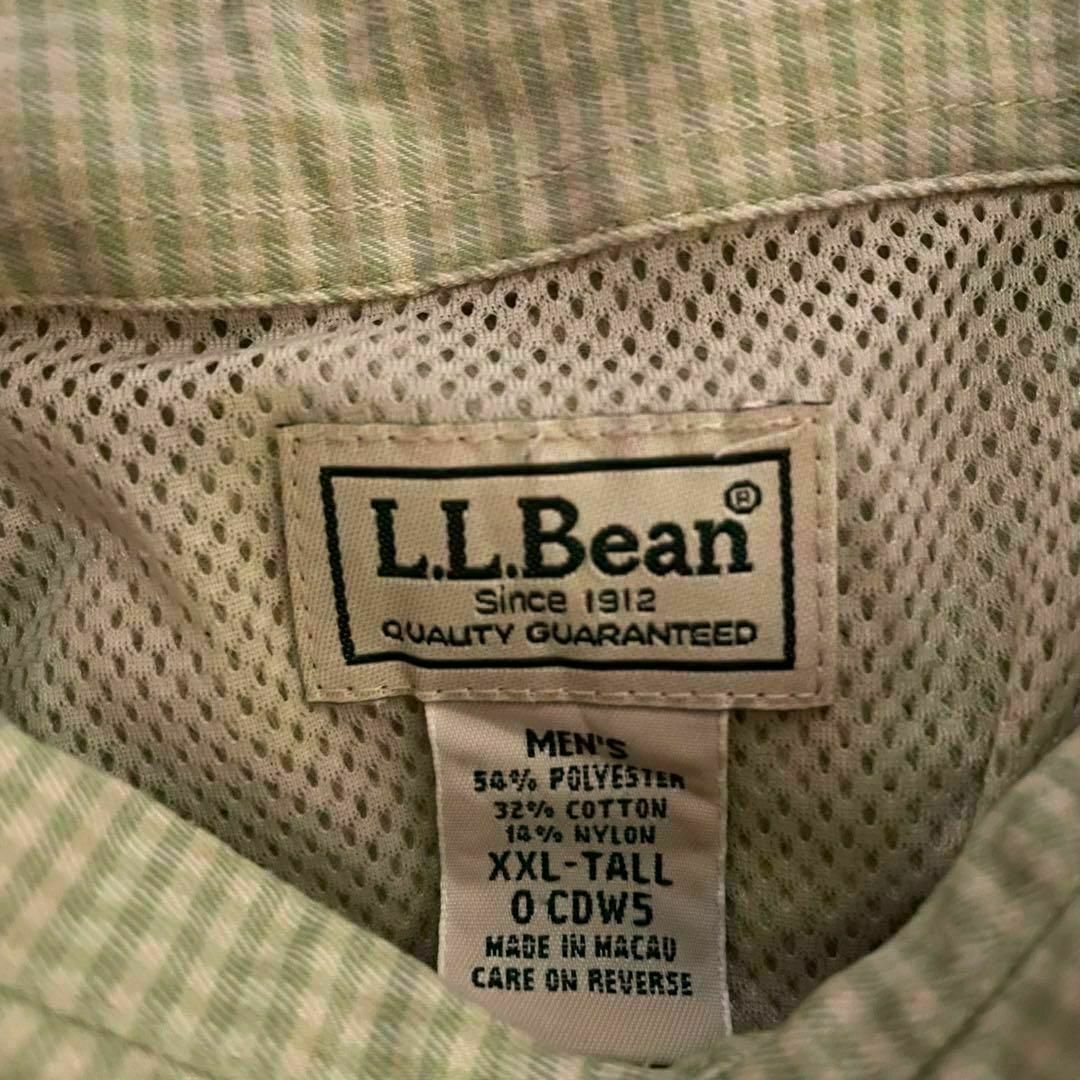 L.L.Bean®
Since 1912
QUALITY GUARANTEED
MEN'S
54% POLYESTER
32% COTTON
14% NYLON
XXL-TALL
0 CDW5
MADE IN MACAU
CARE ON REVERSE